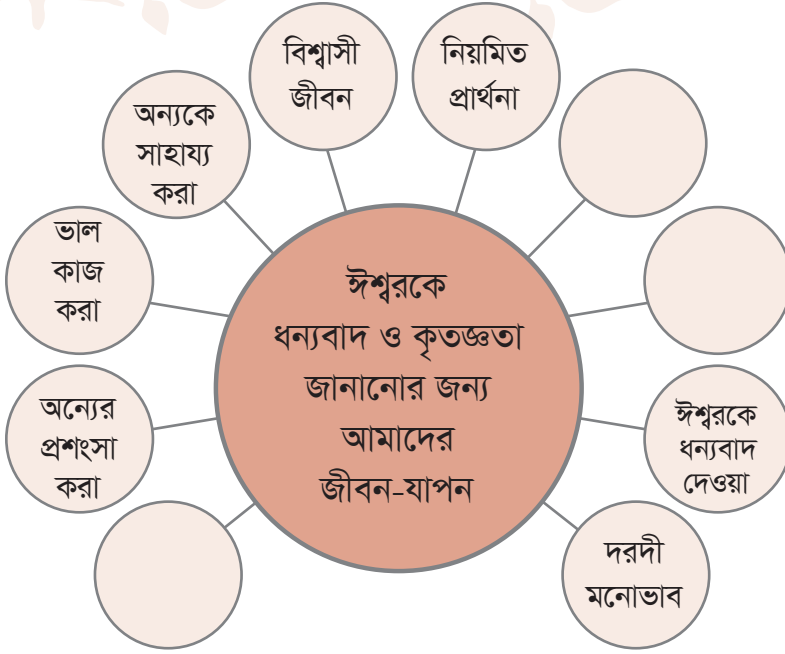 বিশ্বাসী
জীবন
নিয়মিত
প্রার্থনা
অন্যকে
সাহায্য
করা
ভাল
কাজ
করা
অন্যের
প্রশংসা
করা
ঈশ্বরকে
ধন্যবাদ ও কৃতজ্ঞতা
জানানোর জন্য
আমাদের
জীবন-যাপন
ঈশ্বরকে
ধন্যবাদ
দেওয়া
দরদী
মনোভাব